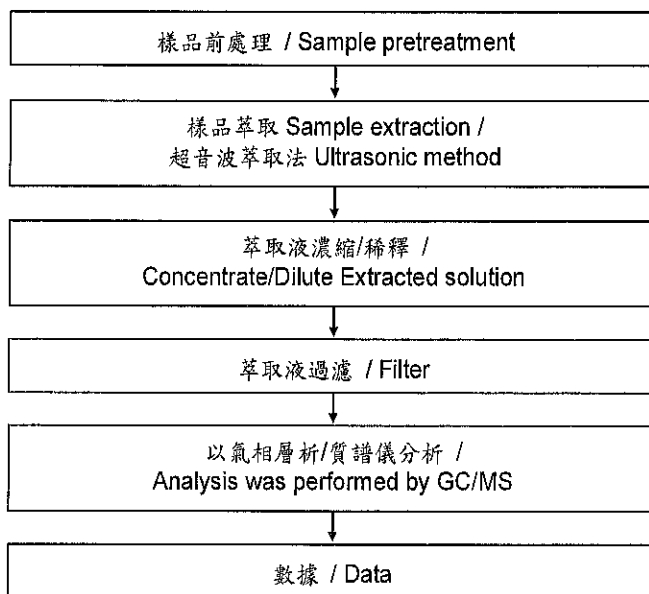 樣品前處理 / Sample pretreatment
樣品萃取 Sample extraction /
超音波萃取法 Ultrasonic method
萃取液濃縮/稀釋 /
Concentrate/Dilute Extracted solution
萃取液過濾 / Filter
以氣相層析/質譜儀分析 /
Analysis was performed by GC/MS
數據 / Data